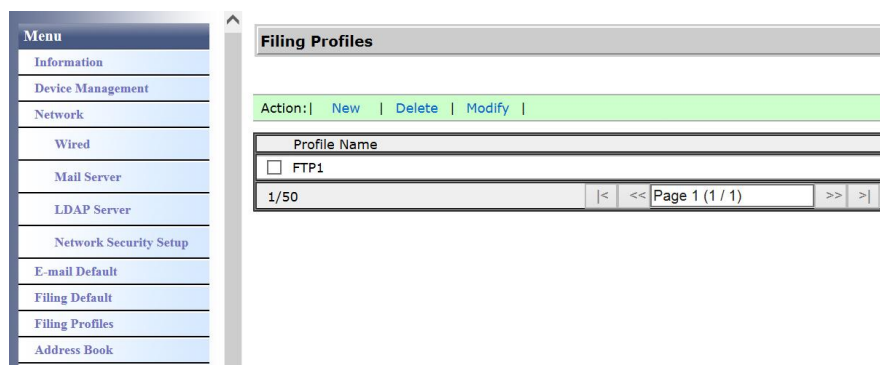 Menu
Information
Device Management
Network
Wired
Mail Server
LDAP Server
Network Security Setup
E-mail Default
Filing Default
Filing Profiles
Address Book
Filing Profiles
Action:| New | Delete | Modify |
Profile Name
FTP1
1/50 |< << Page 1 (1 / 1) >> >|